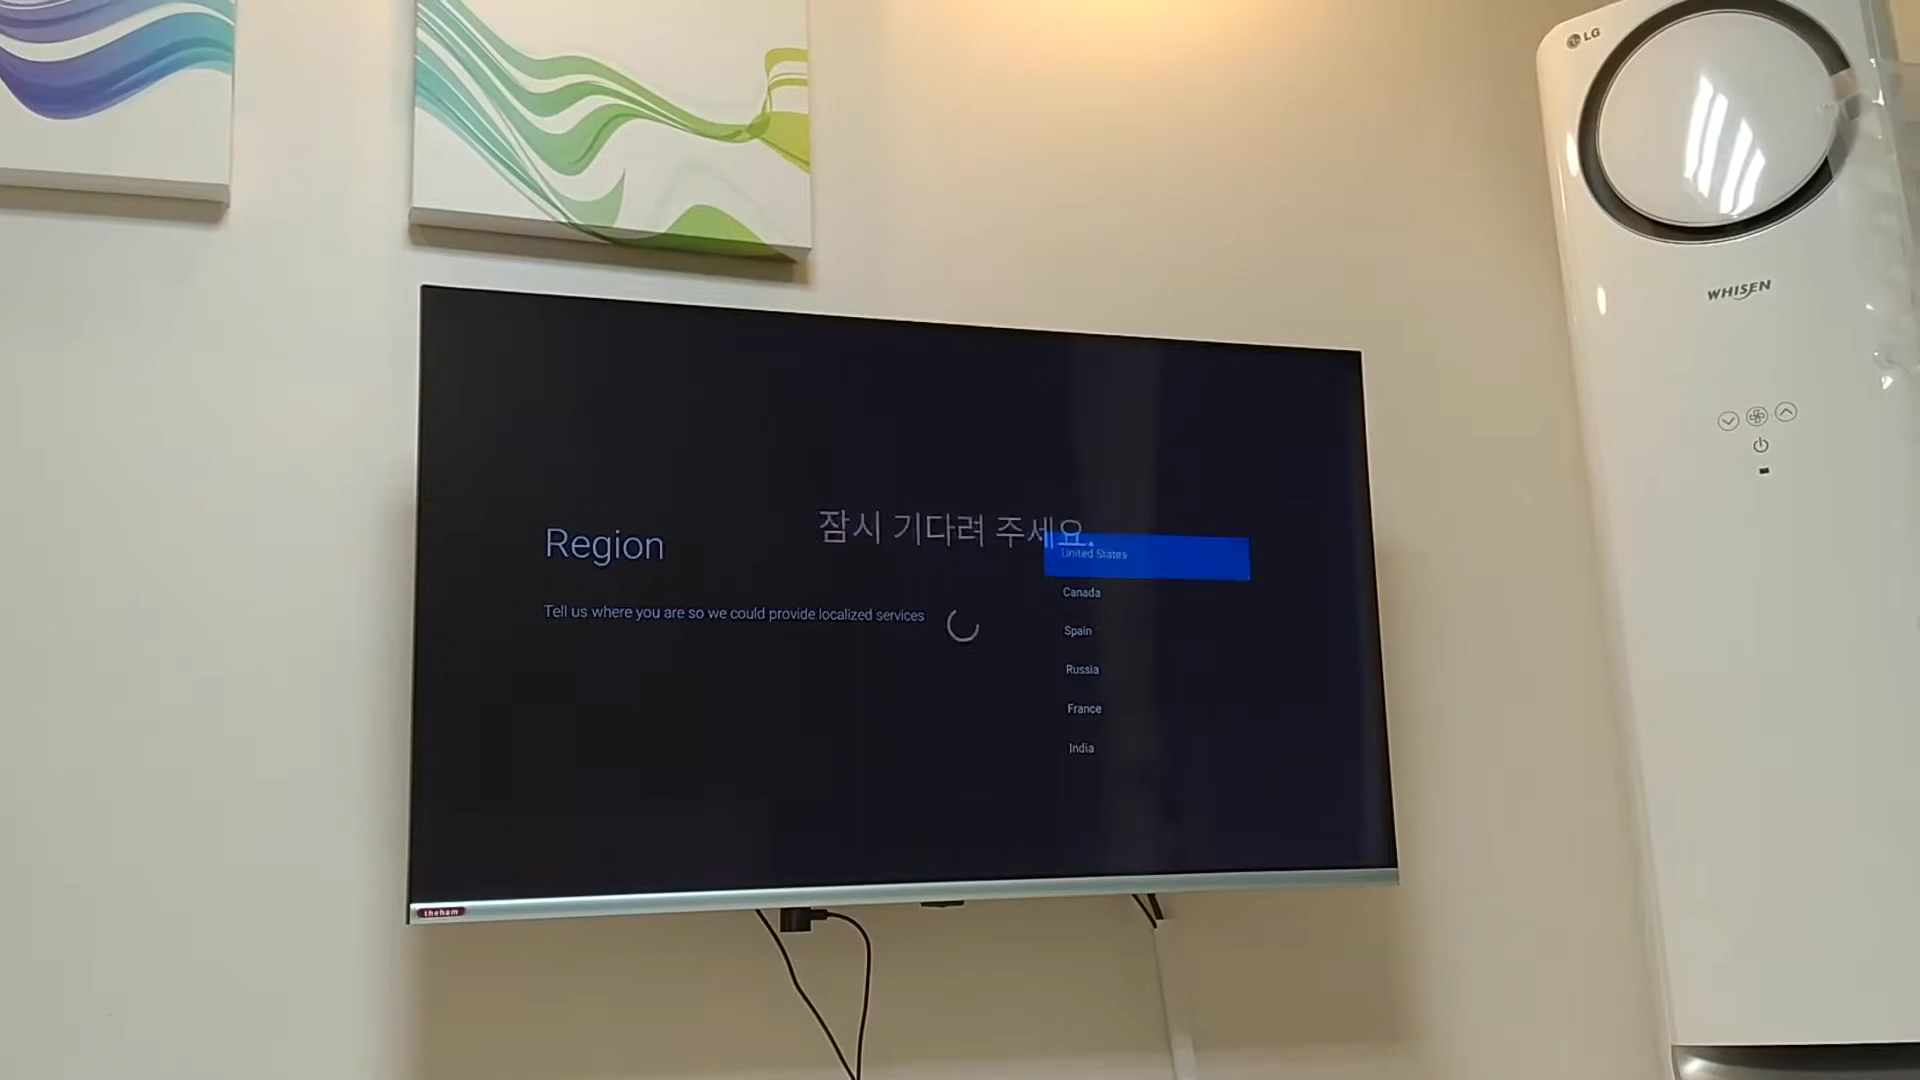 LG
WHISEN
잠시 기다려 주세요.
Region
Tell us where you are so we could provide localized services
United States
Canada
Spain
Russia
France
India
theham